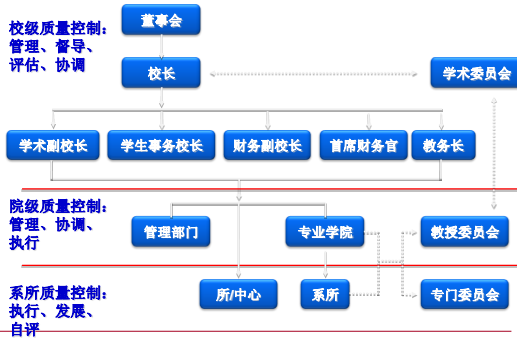 校级质量控制：
管理、督导、
评估、协调
董事会
校长
学术委员会
学术副校长
学生事务校长
财务副校长
首席财务官
教务长
院级质量控制：
管理、协调、
执行
管理部门
专业学院
教授委员会
系所质量控制：
执行、发展、
自评
所/中心
系所
专门委员会